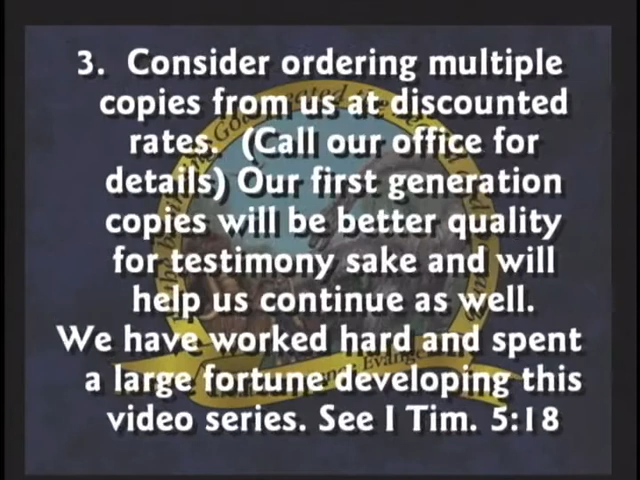 3. Consider ordering multiple
copies from us at discounted
rates. (Call our office for
details) Our first generation
copies will be better quality
for testimony sake and will
help us continue as well.
We have worked hard and spent
a large fortune developing this
video series. See I Tim. 5:18